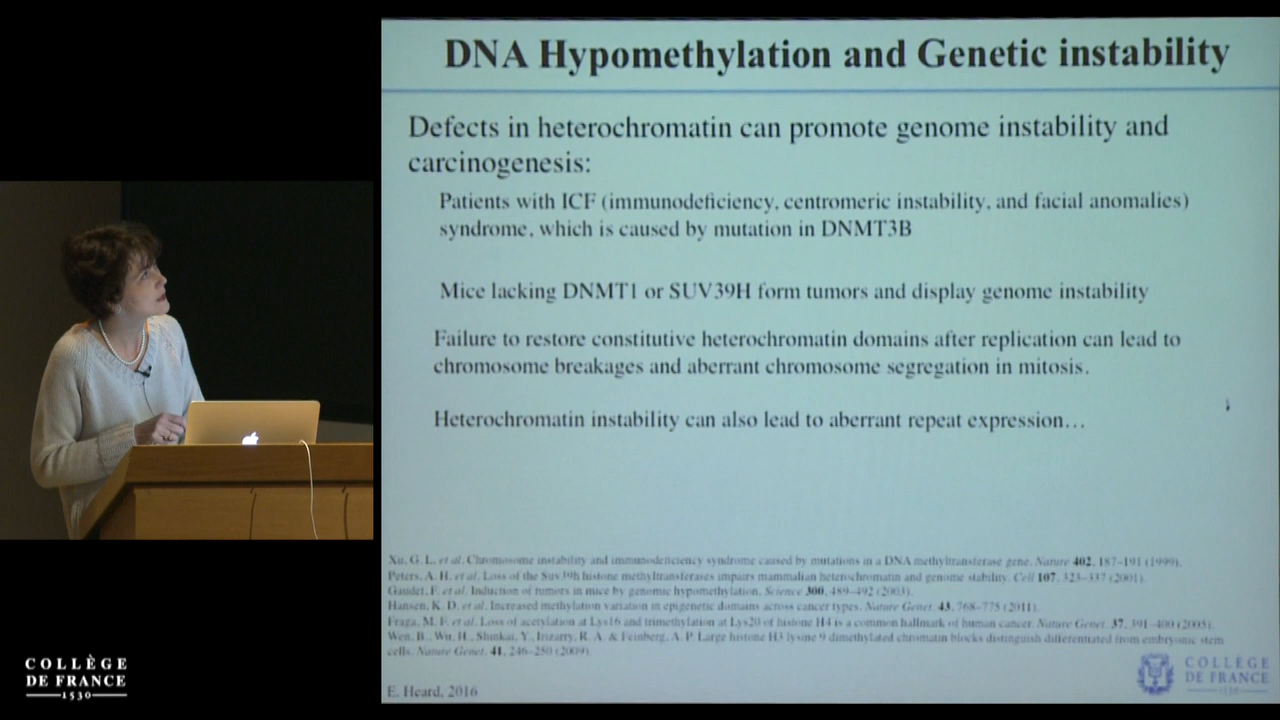 DNA Hypomethylation and Genetic instability
Defects in heterochromatin can promote genome instability and
carcinogenesis:
Patients with ICF (immunodeficiency, centromeric instability, and facial anomalies)
syndrome, which is caused by mutation in DNMT3B
Mice lacking DNMT1 or SUV39H form tumors and display genome instability
Failure to restore constitutive heterochromatin domains after replication can lead to
chromosome breakages and aberrant chromosome segregation in mitosis.
Heterochromatin instability can also lead to aberrant repeat expression…
Xu, G. L. et al. Chromosome instability and immunodeficiency syndrome caused by mutations in a DNA methyltransferase gene. Nature 402, 187–191 (1999).
Peters, A. H. et al. Loss of the Suv39h histone methyltransferases impairs mammalian heterochromatin and genome stability. Cell 107, 323–337 (2001).
Gaudet, F. et al. Induction of tumors in mice by genomic hypomethylation. Science 300, 489–492 (2003).
Hansen, K. D. et al. Increased methylation variation in epigenetic domains across cancer types. Nature Genet. 43, 768–775 (2011).
Fraga, M. F. et al. Loss of acetylation at Lys16 and trimethylation at Lys20 of histone H4 is a common hallmark of human cancer. Nature Genet. 37, 391–400 (2005).
Wen, B., Wu, H., Shinkai, Y., Irizarry, R. A. & Feinberg, A. P. Large histone H3 lysine 9 dimethylated chromatin blocks distinguish differentiated from embryonic stem
cells. Nature Genet. 41, 246–250 (2009).
E. Heard, 2016
COLLÈGE
DE FRANCE
1530
COLLÈGE
DE FRANCE
1530